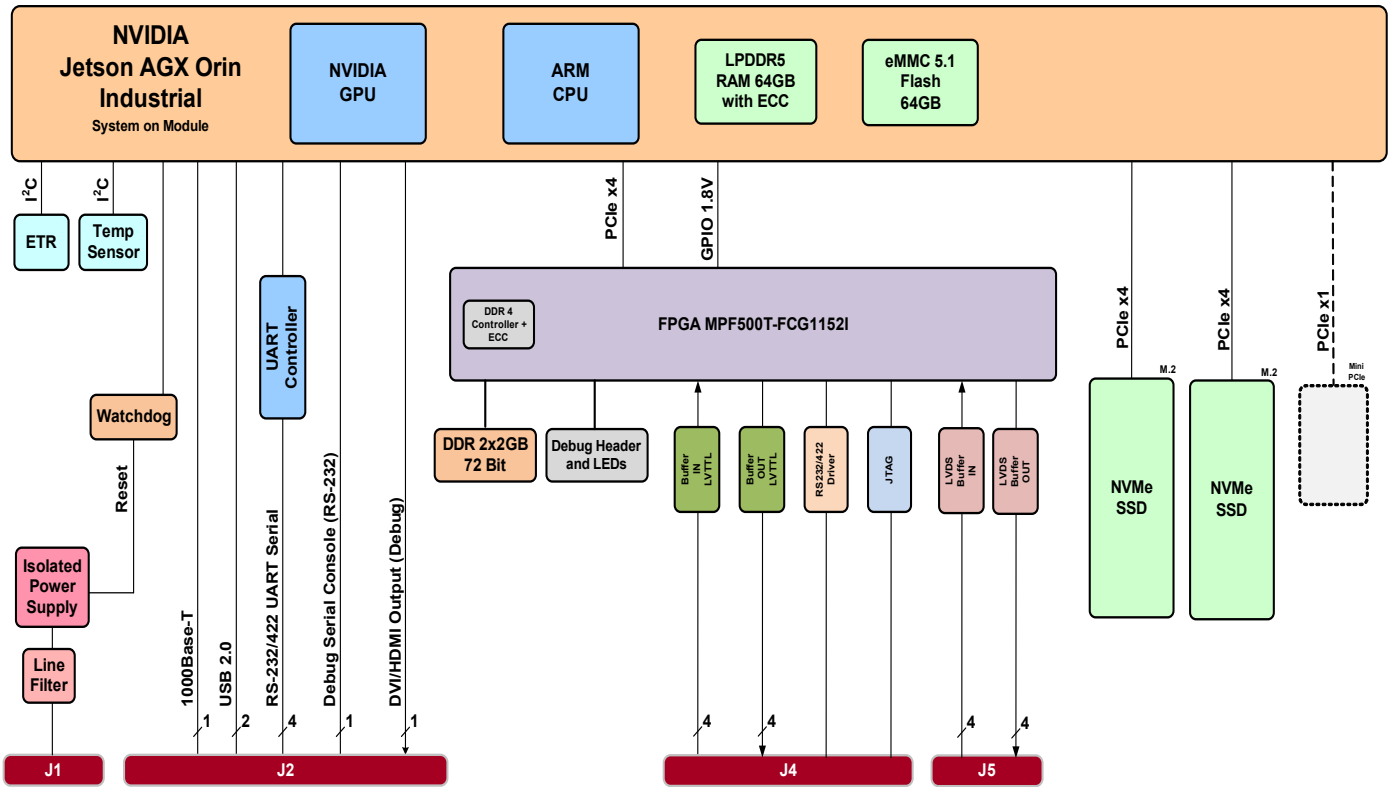 NVIDIA
Jetson AGX Orin
Industrial
System on Module
NVIDIA
GPU
ARM
CPU
LPDDR5
RAM 64GB
with ECC
eMMC 5.1
Flash
64GB
I²C
I²C
PCIe x4
GPIO 1.8V
ETR
Temp
Sensor
UART
Controller
DDR 4
Controller +
ECC
FPGA MPF500T-FCG1152I
PCIe x4
PCIe x4
PCIe x1
M.2
M.2
Mini
PCIe
Watchdog
Reset
DDR 2x2GB
72 Bit
Debug Header
and LEDs
Buffer
IN
LVTTL
Buffer
OUT
LVTTL
RS232/422
Driver
JTAG
LVDS
Buffer
IN
LVDS
Buffer
OUT
NVMe
SSD
NVMe
SSD
Isolated
Power
Supply
Line
Filter
1000Base-T
USB 2.0
RS-232/422 UART Serial
Debug Serial Console (RS-232)
DVI/HDMI Output (Debug)
1
2
4
1
1
4
4
4
4
J1
J2
J4
J5